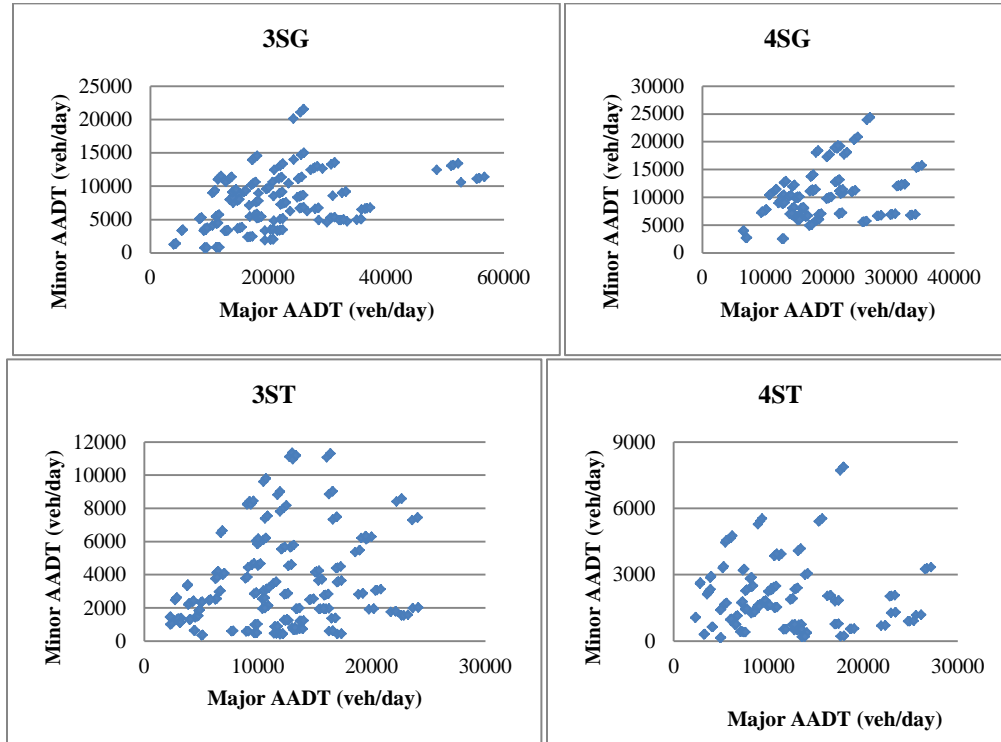 3SG
25000
20000
15000
10000
5000
0
0 20000 40000 60000
Minor AADT (veh/day)
Major AADT (veh/day)
4SG
30000
25000
20000
15000
10000
5000
0
0 10000 20000 30000 40000
Minor AADT (veh/day)
Major AADT (veh/day)
3ST
12000
10000
8000
6000
4000
2000
0
0 10000 20000 30000
Minor AADT (veh/day)
Major AADT (veh/day)
4ST
9000
6000
3000
0
0 10000 20000 30000
Minor AADT (veh/day)
Major AADT (veh/day)